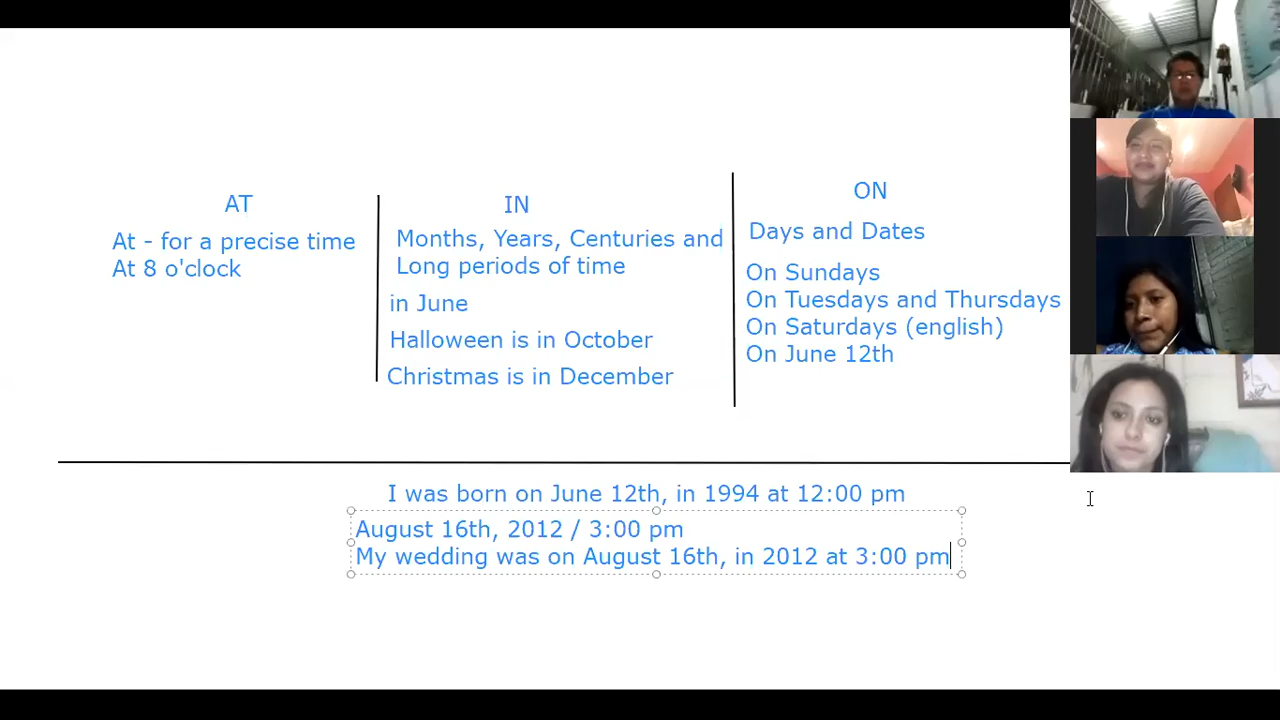 AT
At - for a precise time
At 8 o'clock
IN
Months, Years, Centuries and
Long periods of time
in June
Halloween is in October
Christmas is in December
ON
Days and Dates
On Sundays
On Tuesdays and Thursdays
On Saturdays (english)
On June 12th
I was born on June 12th, in 1994 at 12:00 pm
August 16th, 2012 / 3:00 pm
My wedding was on August 16th, in 2012 at 3:00 pm